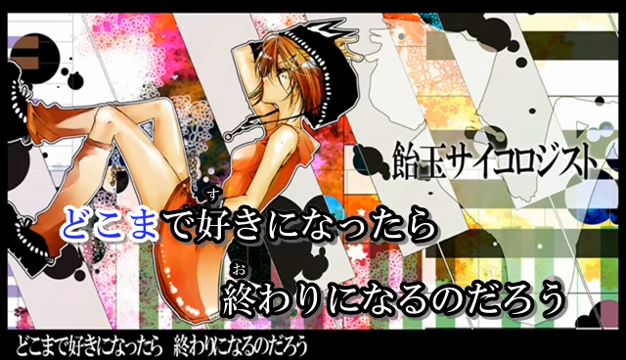 飴玉サイコロジスト
す
どこまで好きになったら
お
終わりになるのだろう
どこまで好きになったら 終わりになるのだろう